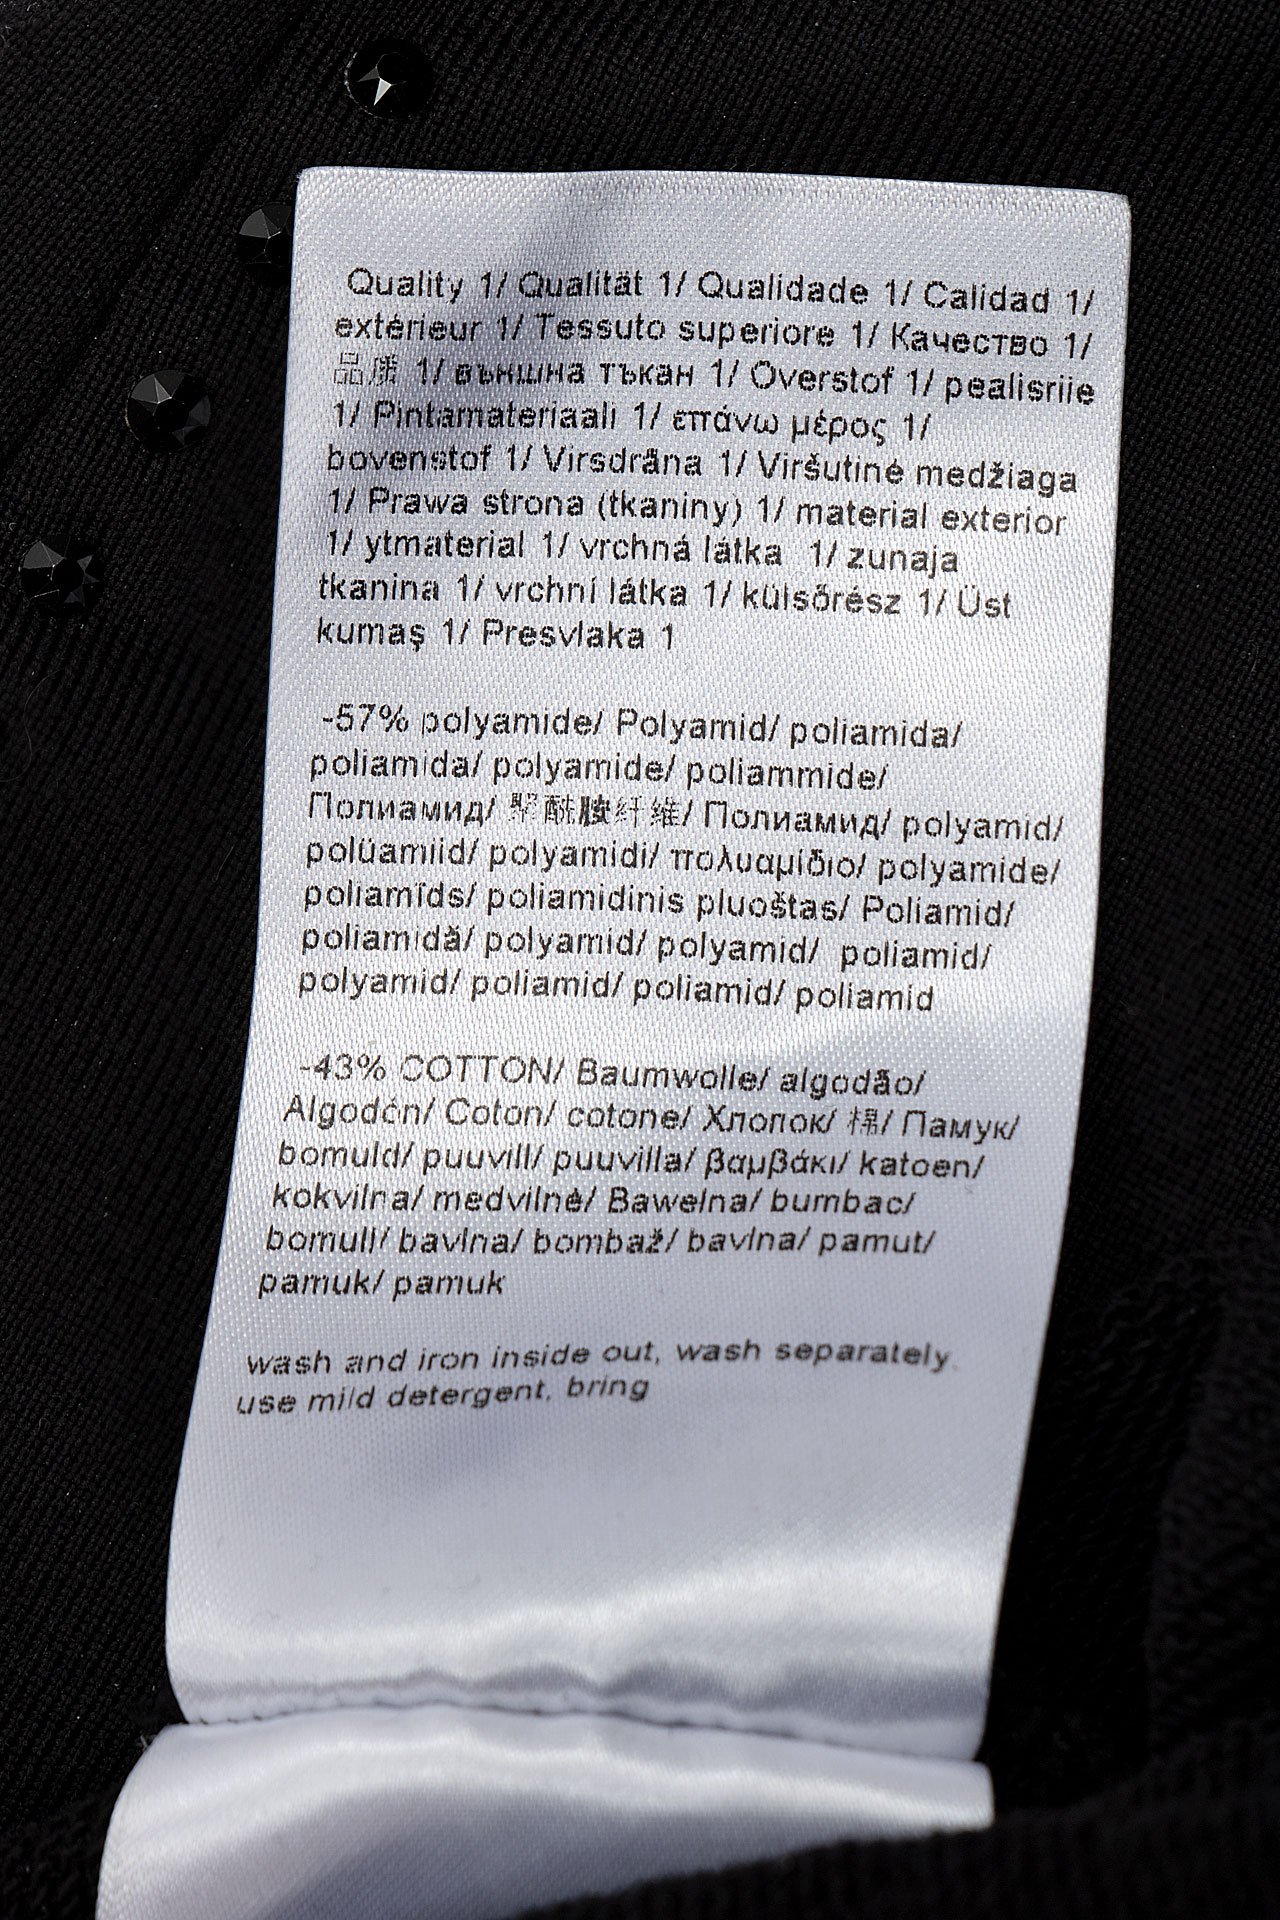 Quality 1/ Qualität 1/ Qualidade 1/ Calidad 1/
extérieur 1/ Tessuto superiore 1/ Качество 1/
品质 1/ външна тъкан 1/ Overstof 1/ pealisriie
1/ Pintamateriaali 1/ επάνω μέρος 1/
bovenstof 1/ Virsdrāna 1/ Viršutinė medžiaga
1/ Prawa strona (tkaniny) 1/ material exterior
1/ ytmaterial 1/ vrchná látka 1/ zunaja
tkanina 1/ vrchní látka 1/ külsőrész 1/ Üst
kumaş 1/ Presvlaka 1
-57% polyamide/ Polyamid/ poliamida/
poliamida/ polyamide/ poliammide/
Полиамид/ 聚酰胺纤维/ Полиамид/ polyamid/
polüamiid/ polyamidi/ πολυαμίδιο/ polyamide/
poliamīds/ poliamidinis pluoštas/ Poliamid/
poliamidă/ polyamid/ polyamid/ poliamid/
polyamid/ poliamid/ poliamid/ poliamid
-43% COTTON/ Baumwolle/ algodão/
Algodón/ Coton/ cotone/ Хлопок/ 棉/ Памук/
bomuld/ puuvill/ puuvilla/ βαμβάκι/ katoen/
kokvilna/ medvilnė/ Bawelna/ bumbac/
bomull/ bavlna/ bombaž/ bavlna/ pamut/
pamuk/ pamuk
wash and iron inside out, wash separately
use mild detergent, bring